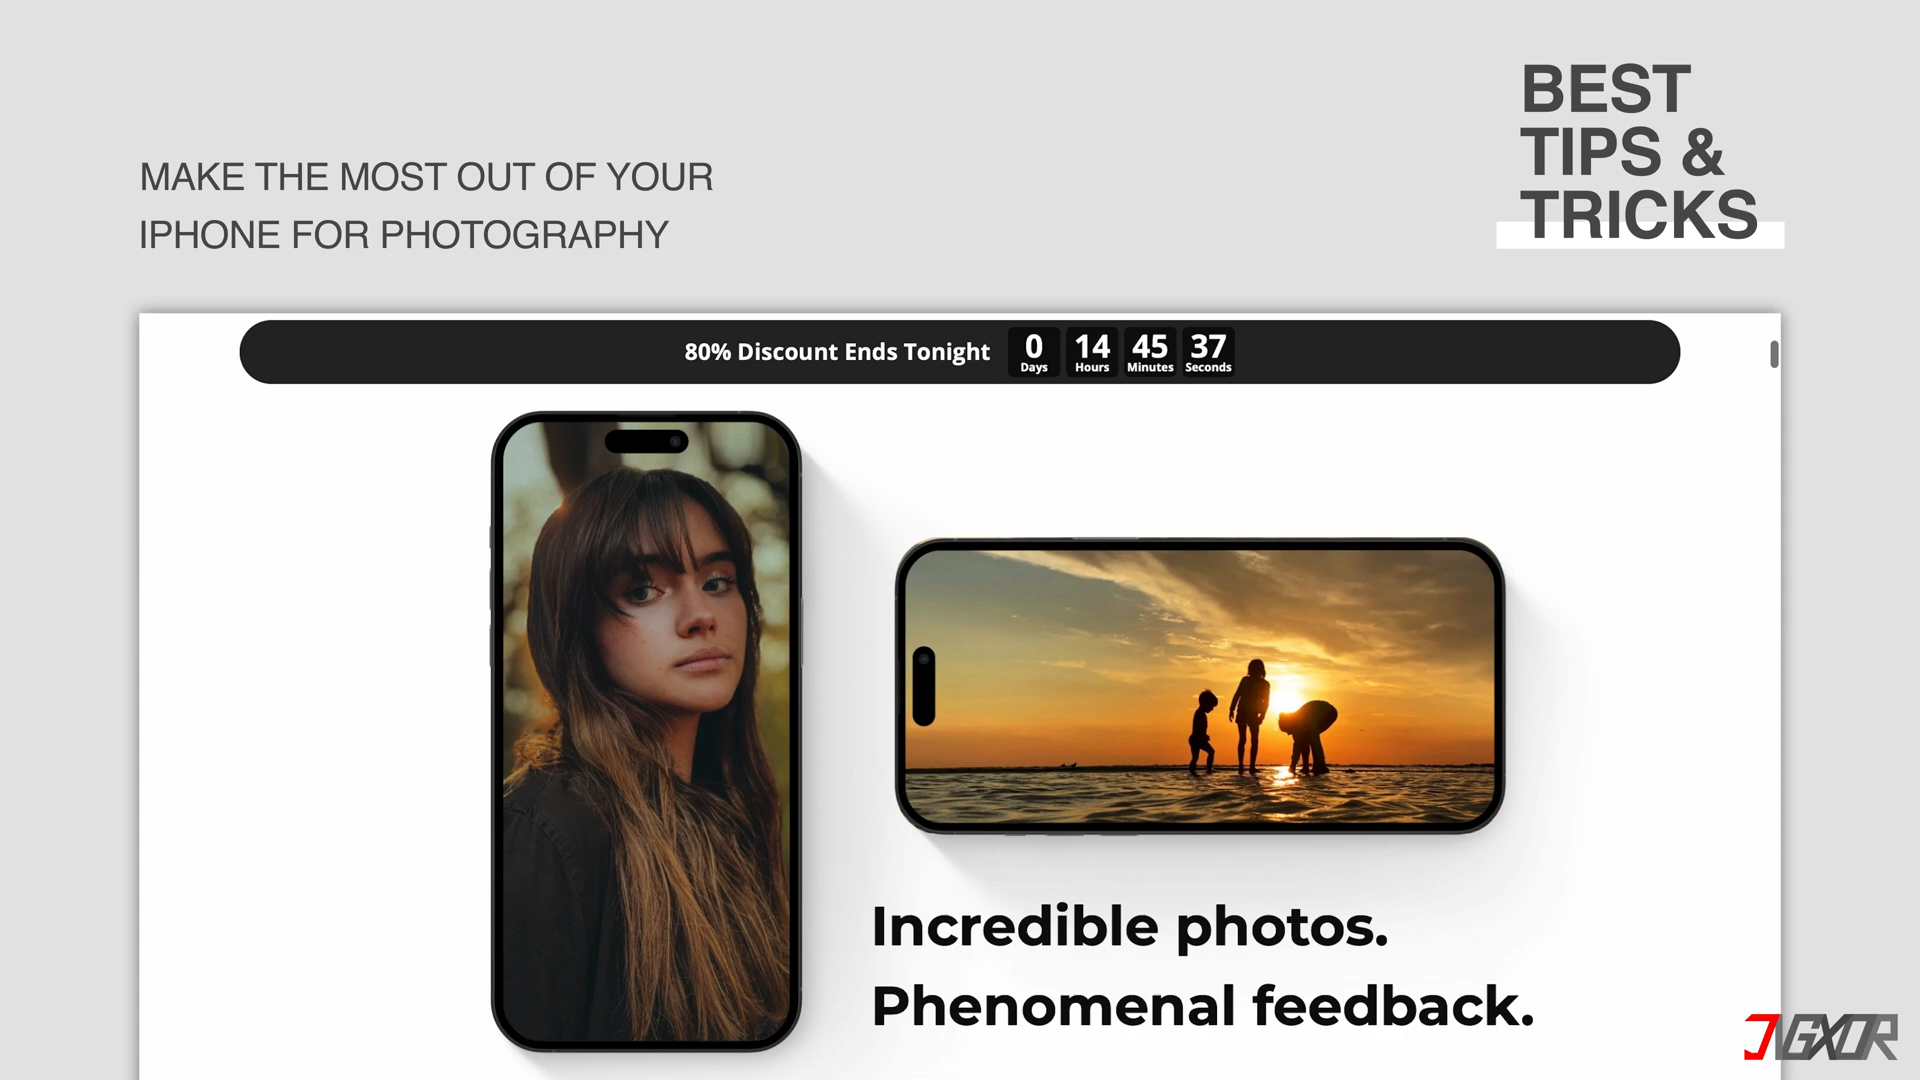 BEST
TIPS &
TRICKS
MAKE THE MOST OUT OF YOUR
IPHONE FOR PHOTOGRAPHY
80% Discount Ends Tonight
0 14 45 37
Days Hours Minutes Seconds
Incredible photos.
Phenomenal feedback.
JVGXOR